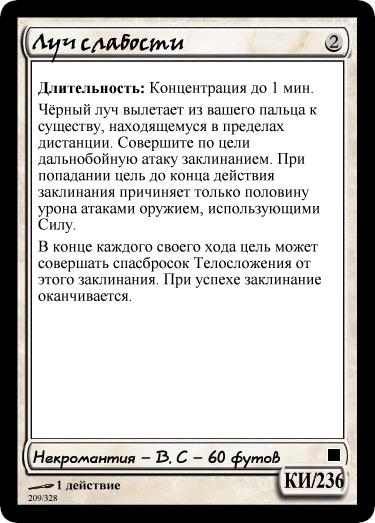 Луч слабости 2
Длительность: Концентрация до 1 мин.
Чёрный луч вылетает из вашего пальца к
существу, находящемуся в пределах
дистанции. Совершите по цели
дальнобойную атаку заклинанием. При
попадании цель до конца действия
заклинания причиняет только половину
урона атаками оружием, использующими
Силу.
В конце каждого своего хода цель может
совершать спасбросок Телосложения от
этого заклинания. При успехе заклинание
оканчивается.
Некромантия – В, С – 60 футов
КИ/236
1 действие
209/328